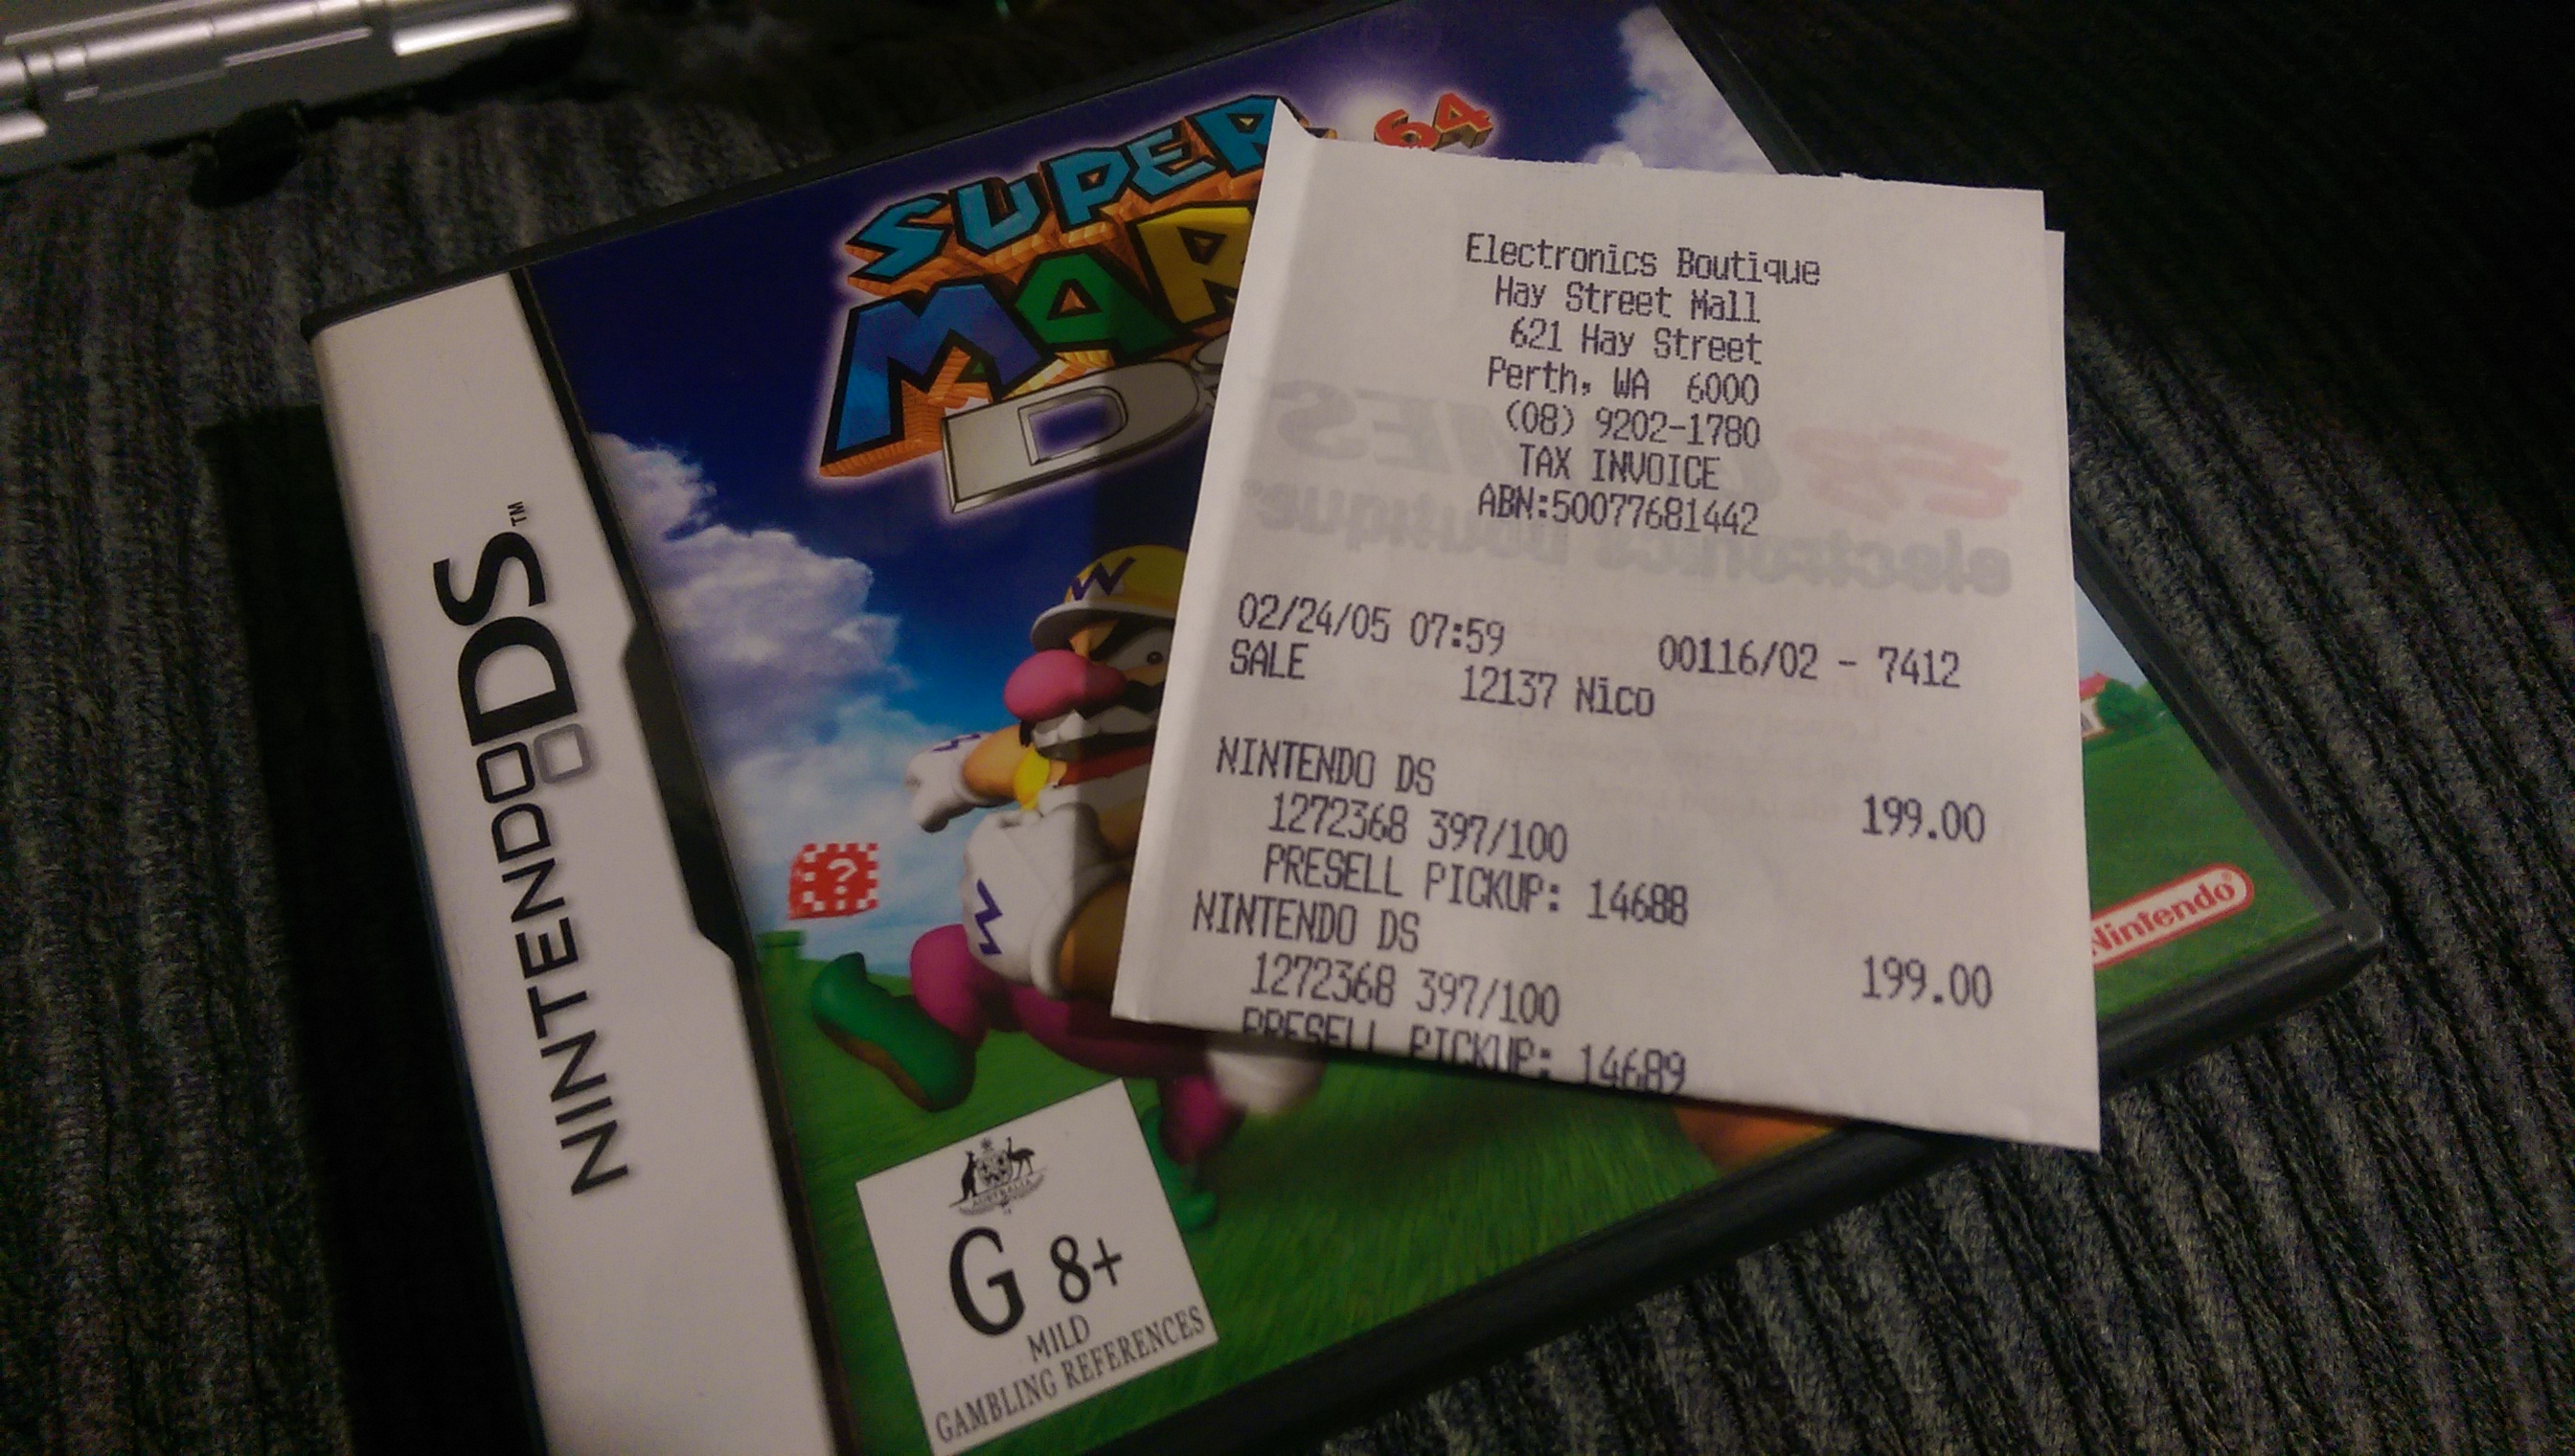 SUPER
MAR
64
D
NINTENDO DS™
W
W
?
Nintendo®
G 8+
MILD
GAMBLING REFERENCES
AUSTRALIA
Electronics Boutique
Hay Street Mall
621 Hay Street
Perth, WA 6000
(08) 9202-1780
TAX INVOICE
ABN:50077681442
02/24/05 07:59 00116/02 - 7412
SALE 12137 Nico
NINTENDO DS
1272368 397/100 199.00
PRESELL PICKUP: 14688
NINTENDO DS
1272368 397/100 199.00
PRESELL PICKUP: 14689